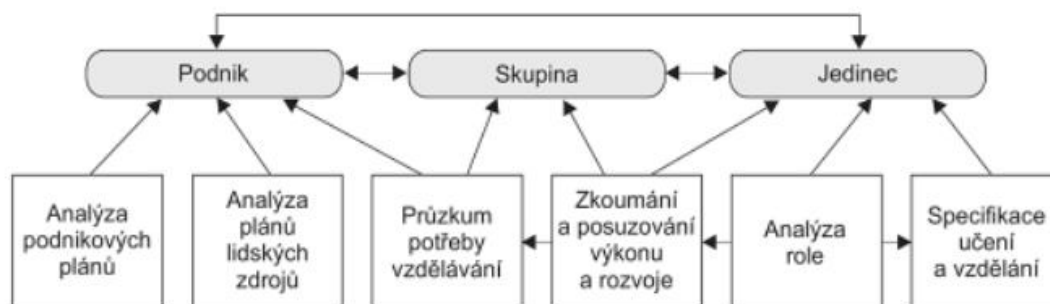 Podnik
Skupina
Jedinec
Analýza
podnikových
plánů
Analýza
plánů
lidských
zdrojů
Průzkum
potřeby
vzdělávání
Zkoumání
a posuzování
výkonu
a rozvoje
Analýza
role
Specifikace
učení
a vzdělání